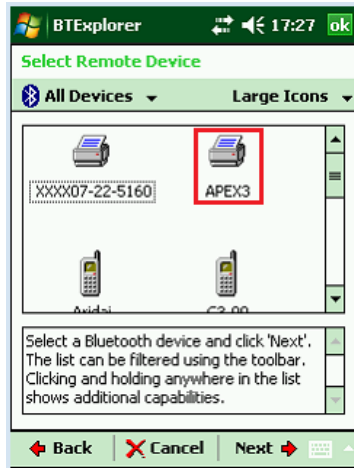 BTExplorer 17:27 ok
Select Remote Device
All Devices Large Icons
XXXX07-22-5160 APEX3
Aridai C3.00
Select a Bluetooth device and click 'Next'.
The list can be filtered using the toolbar.
Clicking and holding anywhere in the list
shows additional capabilities.
Back Cancel Next